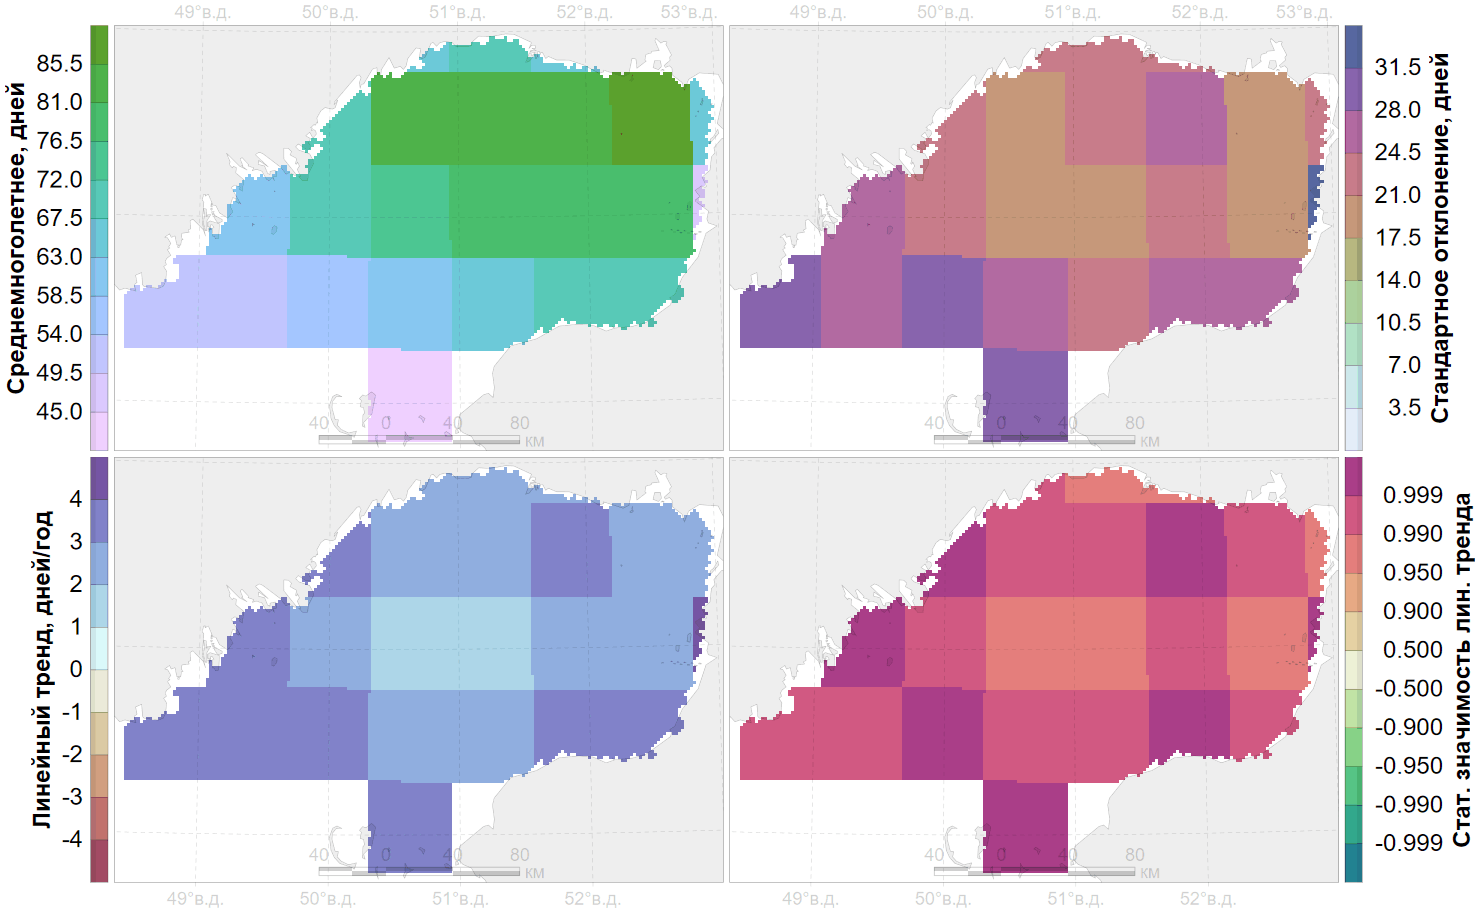 49°в.д. 50°в.д. 51°в.д. 52°в.д. 53°в.д.
49°в.д. 50°в.д. 51°в.д. 52°в.д. 53°в.д.
Среднемноголетнее, дней
85.5
81.0
76.5
72.0
67.5
63.0
58.5
54.0
49.5
45.0
40 0 40 80
км
31.5
28.0
24.5
21.0
17.5
14.0
10.5
7.0
3.5
Стандартное отклонение, дней
40 0 40 80
км
Линейный тренд, дней/год
4
3
2
1
0
-1
-2
-3
-4
40 0 40 80
км
0.999
0.990
0.950
0.900
0.500
-0.500
-0.900
-0.950
-0.990
-0.999
Стат. значимость лин. тренда
40 0 40 80
км
49°в.д. 50°в.д. 51°в.д. 52°в.д.
49°в.д. 50°в.д. 51°в.д. 52°в.д.